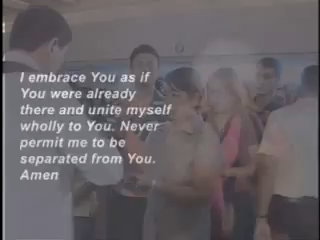 I embrace You as if
You were already
there and unite myself
wholly to You. Never
permit me to be
separated from You.
Amen